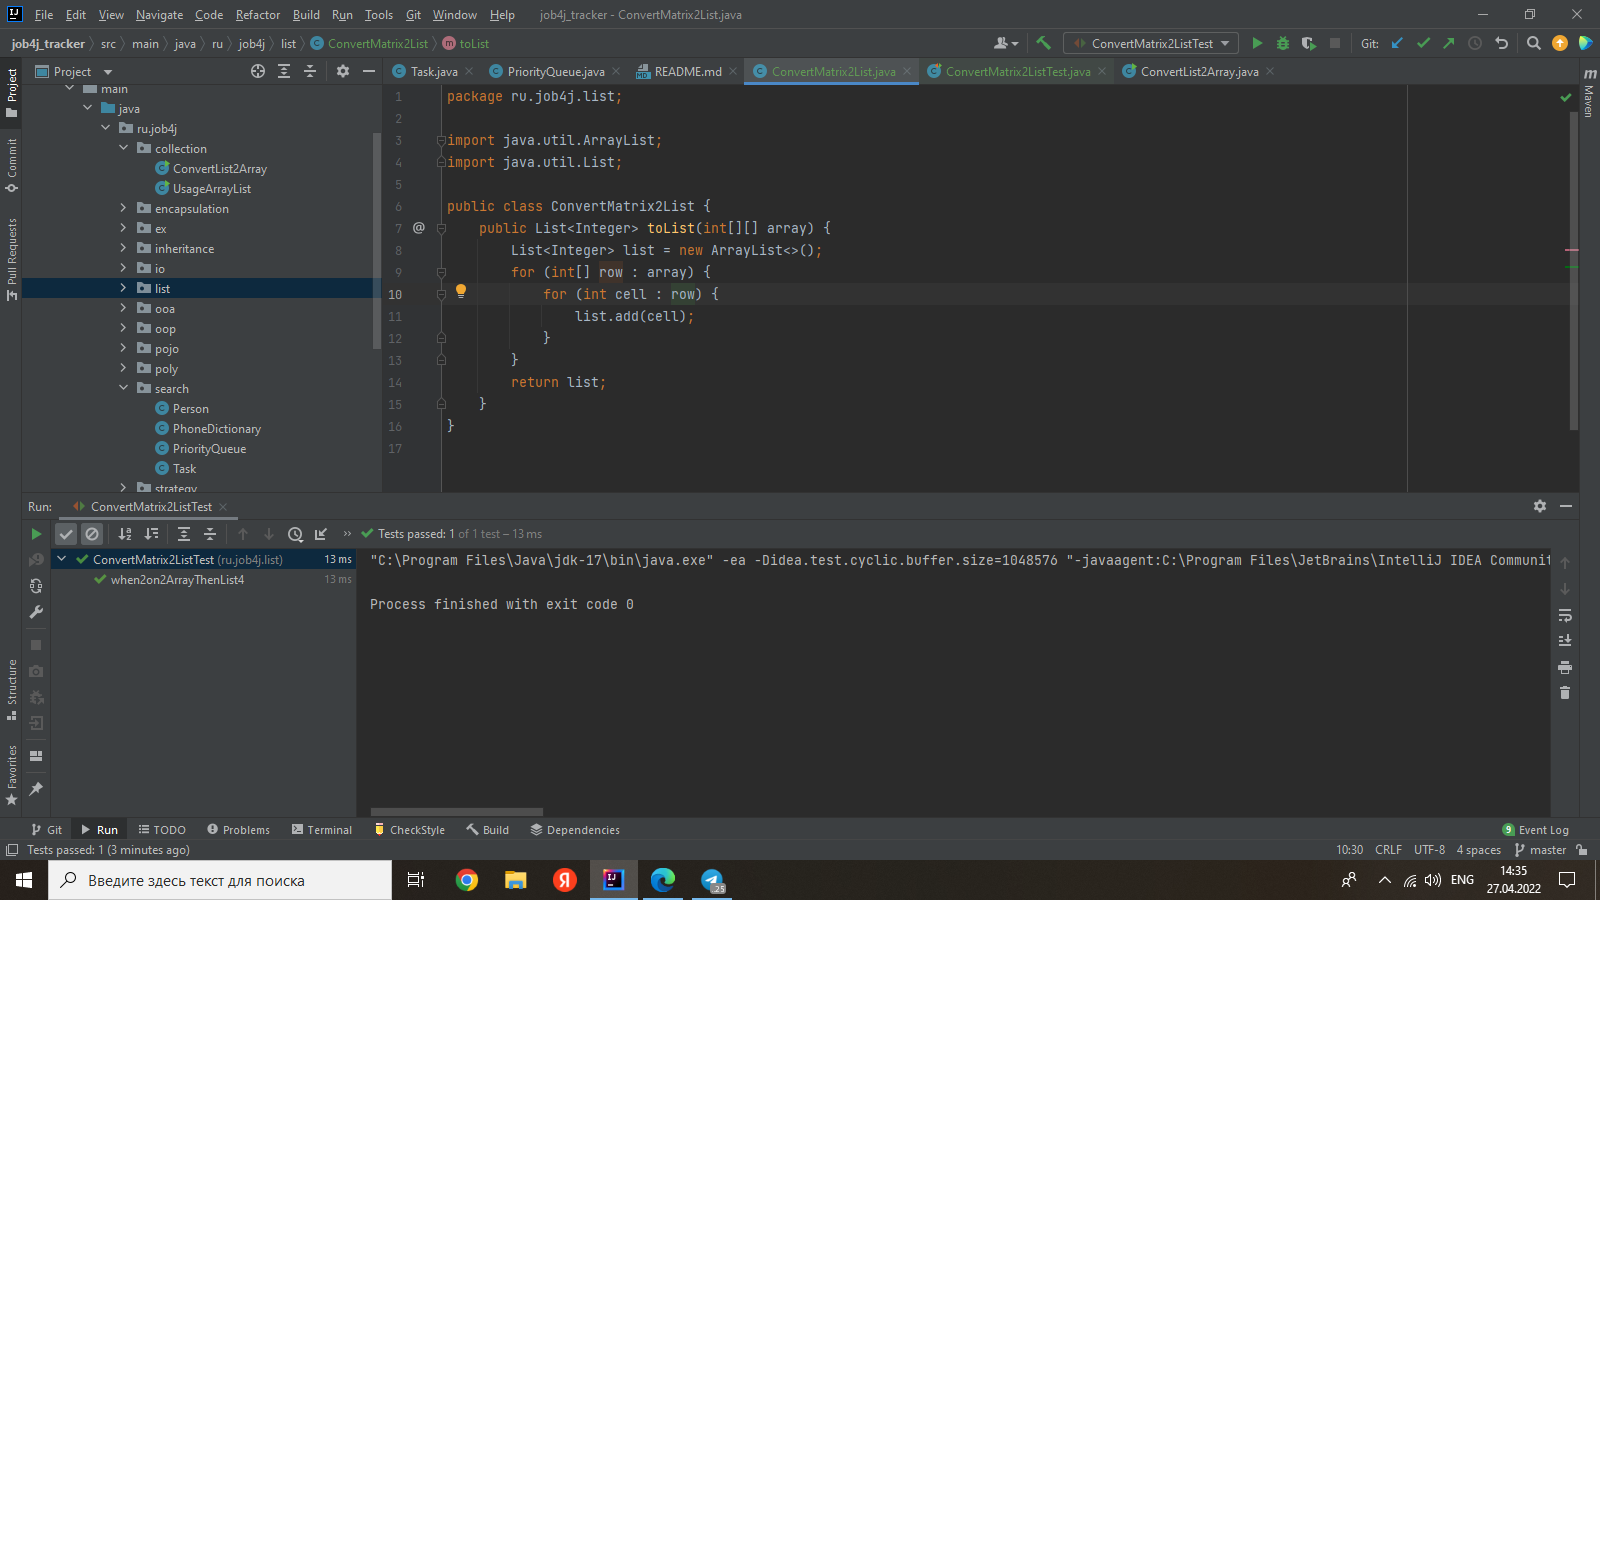 File Edit View Navigate Code Refactor Build Run Tools Git Window Help job4j_tracker - ConvertMatrix2List.java
job4j_tracker src main java ru job4j list ConvertMatrix2List toList ConvertMatrix2ListTest Git:
Project
Task.java PriorityQueue.java README.md ConvertMatrix2List.java ConvertMatrix2ListTest.java ConvertList2Array.java
main
java
ru.job4j
collection
ConvertList2Array
UsageArrayList
encapsulation
ex
inheritance
io
list
ooa
oop
pojo
poly
search
Person
PhoneDictionary
PriorityQueue
Task
strategy
1 package ru.job4j.list;
2
3 import java.util.ArrayList;
4 import java.util.List;
5
6 public class ConvertMatrix2List {
7 @ public List<Integer> toList(int[][] array) {
8 List<Integer> list = new ArrayList<>();
9 for (int[] row : array) {
10 for (int cell : row) {
11 list.add(cell);
12 }
13 }
14 return list;
15 }
16 }
17
Project
Commit
Pull Requests
Structure
Favorites
Maven
Run: ConvertMatrix2ListTest
Tests passed: 1 of 1 test – 13 ms
ConvertMatrix2ListTest (ru.job4j.list) 13 ms
when2on2ArrayThenList4 13 ms
"C:\Program Files\Java\jdk-17\bin\java.exe" -ea -Didea.test.cyclic.buffer.size=1048576 "-javaagent:C:\Program Files\JetBrains\IntelliJ IDEA Communit
Process finished with exit code 0
Git Run TODO Problems Terminal CheckStyle Build Dependencies 9 Event Log
Tests passed: 1 (3 minutes ago) 10:30 CRLF UTF-8 4 spaces master
Введите здесь текст для поиска
Я
.25
ENG
14:35
27.04.2022